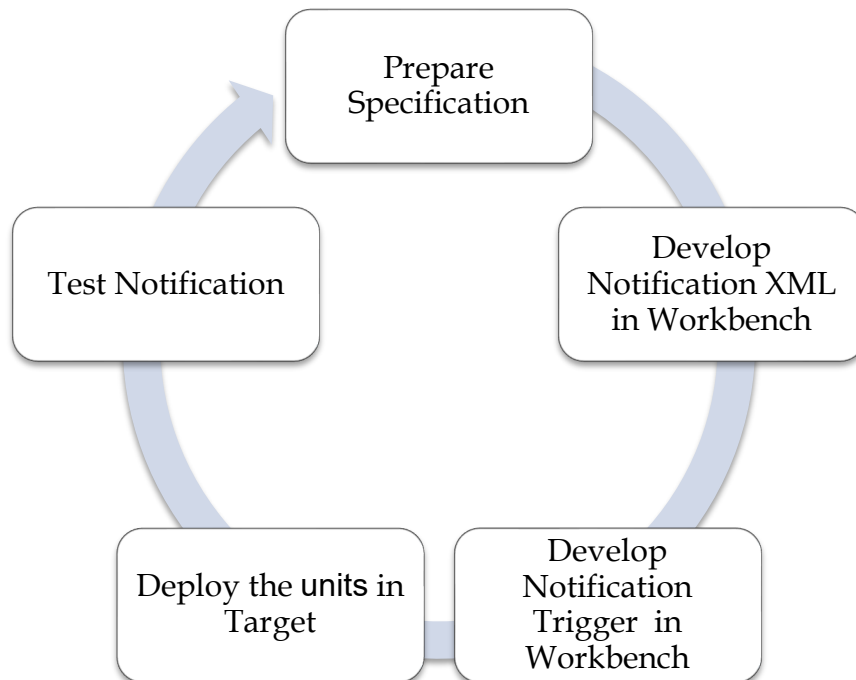 Prepare
Specification
Develop
Notification XML
in Workbench
Develop
Notification
Trigger in
Workbench
Deploy the units in
Target
Test Notification